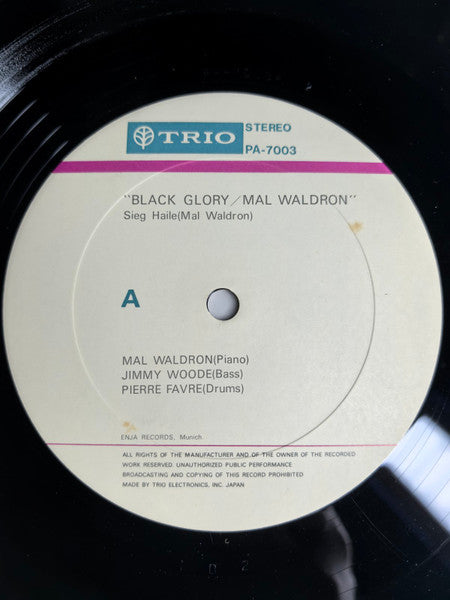 TRIO STEREO
PA-7003
"BLACK GLORY/MAL WALDRON"
Sieg Haile(Mal Waldron)
A
MAL WALDRON(Piano)
JIMMY WOODE(Bass)
PIERRE FAVRE(Drums)
ENJA RECORDS, Munich
ALL RIGHTS OF THE MANUFACTURER AND OF THE OWNER OF THE RECORDED
WORK RESERVED. UNAUTHORIZED PUBLIC PERFORMANCE
BROADCASTING AND COPYING OF THIS RECORD PROHIBITED
MADE BY TRIO ELECTRONICS, INC. JAPAN